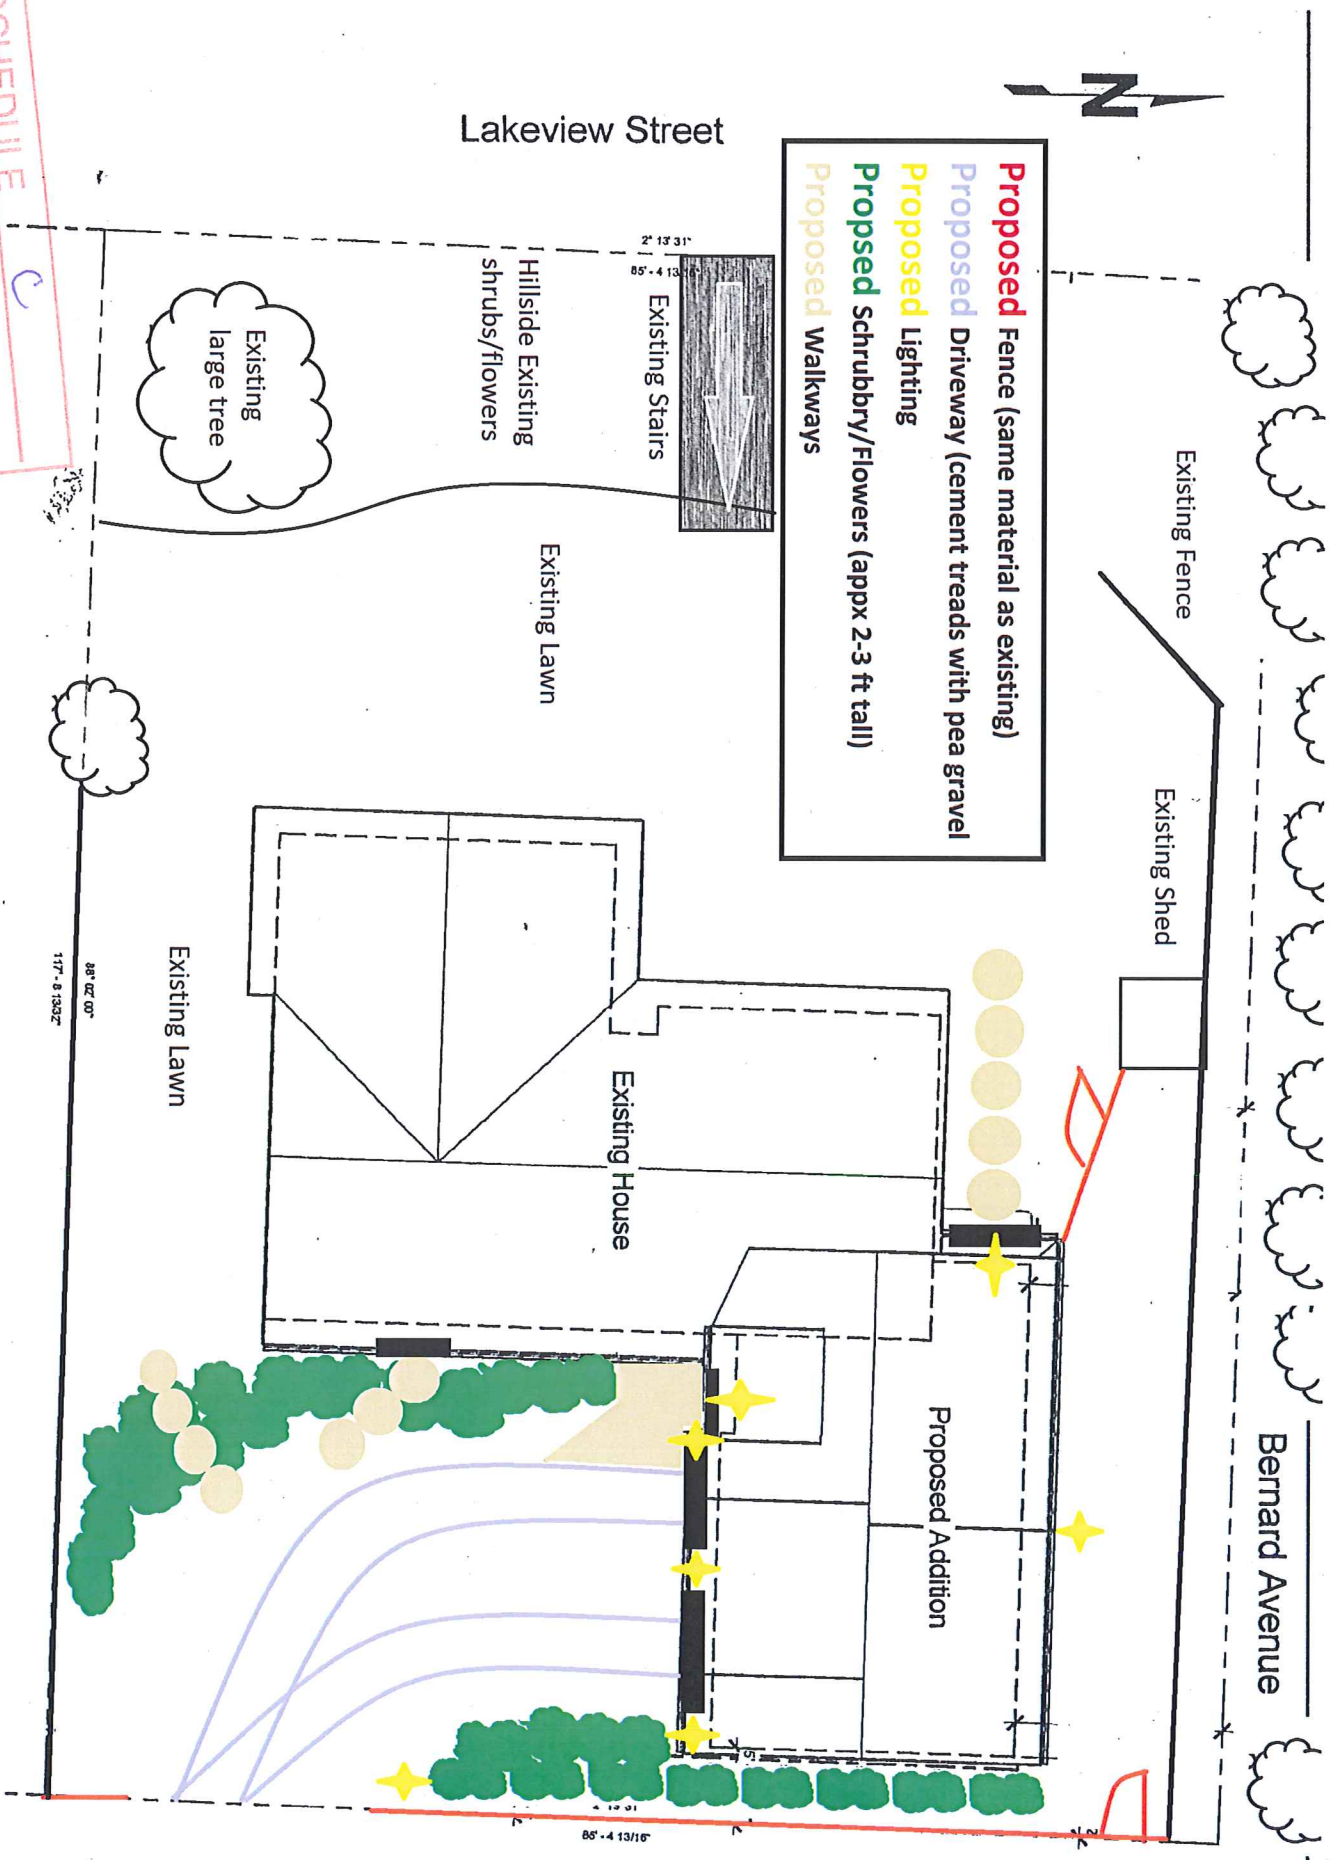 SCHEDULE C
N
Lakeview Street
Bernard Avenue
Proposed Fence (same material as existing)
Proposed Driveway (cement treads with pea gravel
Proposed Lighting
Propsed Schrubbry/Flowers (appx 2-3 ft tall)
Proposed Walkways
Existing Fence
Existing Shed
2° 13' 31"
85' - 4 13/16"
Existing Stairs
Hillside Existing
shrubs/flowers
Existing
large tree
Existing Lawn
Existing House
Proposed Addition
Existing Lawn
88° 02' 00"
117' - 8 13/32"
5'
85' - 4 13/16"